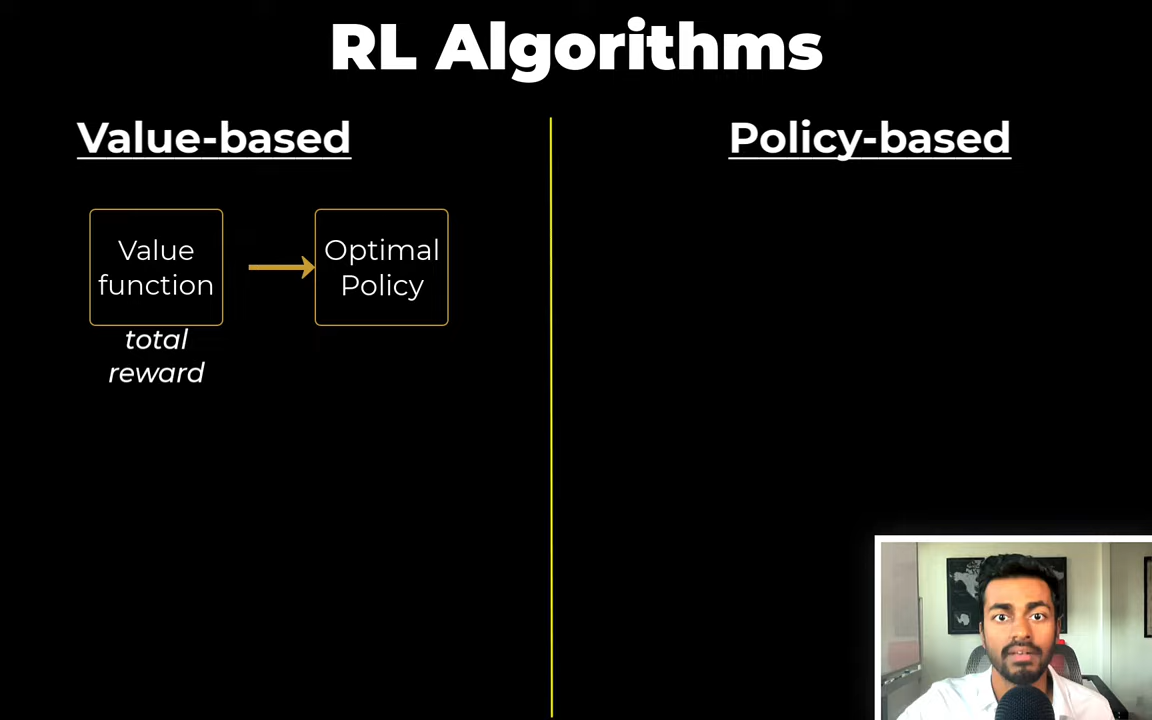 RL Algorithms
Value-based
Policy-based
Value
function
Optimal
Policy
total
reward